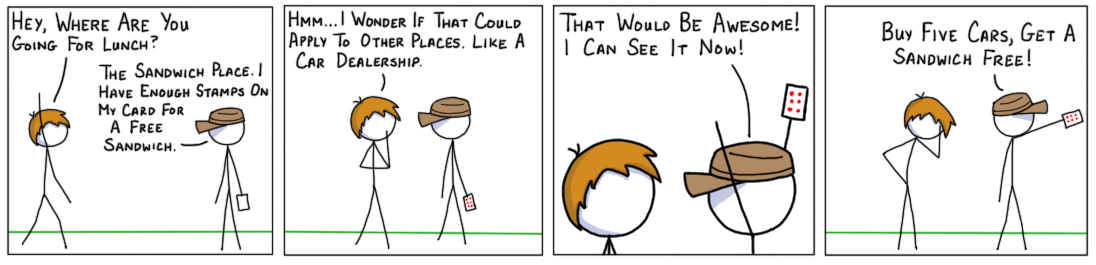 Hey, Where Are You
Going For Lunch?
The Sandwich Place. I
Have Enough Stamps On
My Card For
A Free
Sandwich.
Hmm...I Wonder If That Could
Apply To Other Places. Like A
Car Dealership.
That Would Be Awesome!
I Can See It Now!
Buy Five Cars, Get A
Sandwich Free!